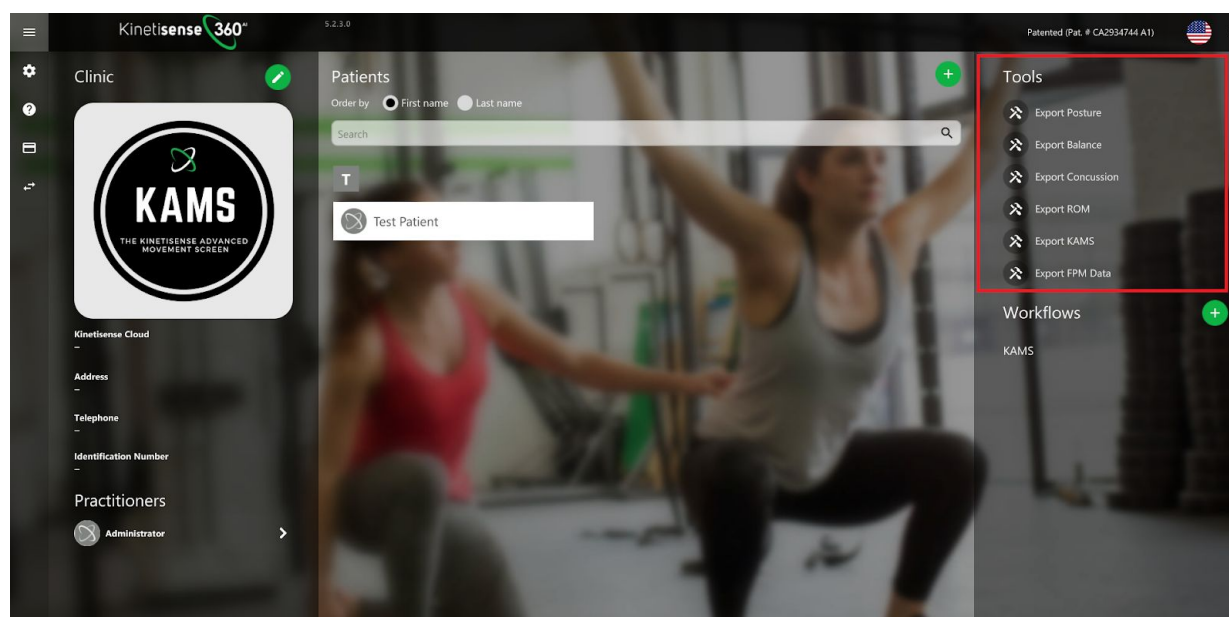 Kinetisense 360 AI
5.2.3.0
Patented (Pat. # CA2934744 A1)
Clinic
KAMS
THE KINETISENSE ADVANCED
MOVEMENT SCREEN
Kinetisense Cloud
–
Address
–
Telephone
–
Identification Number
–
Practitioners
Administrator
Patients
Order by First name Last name
Search
T
Test Patient
Tools
Export Posture
Export Balance
Export Concussion
Export ROM
Export KAMS
Export FPM Data
Workflows
KAMS